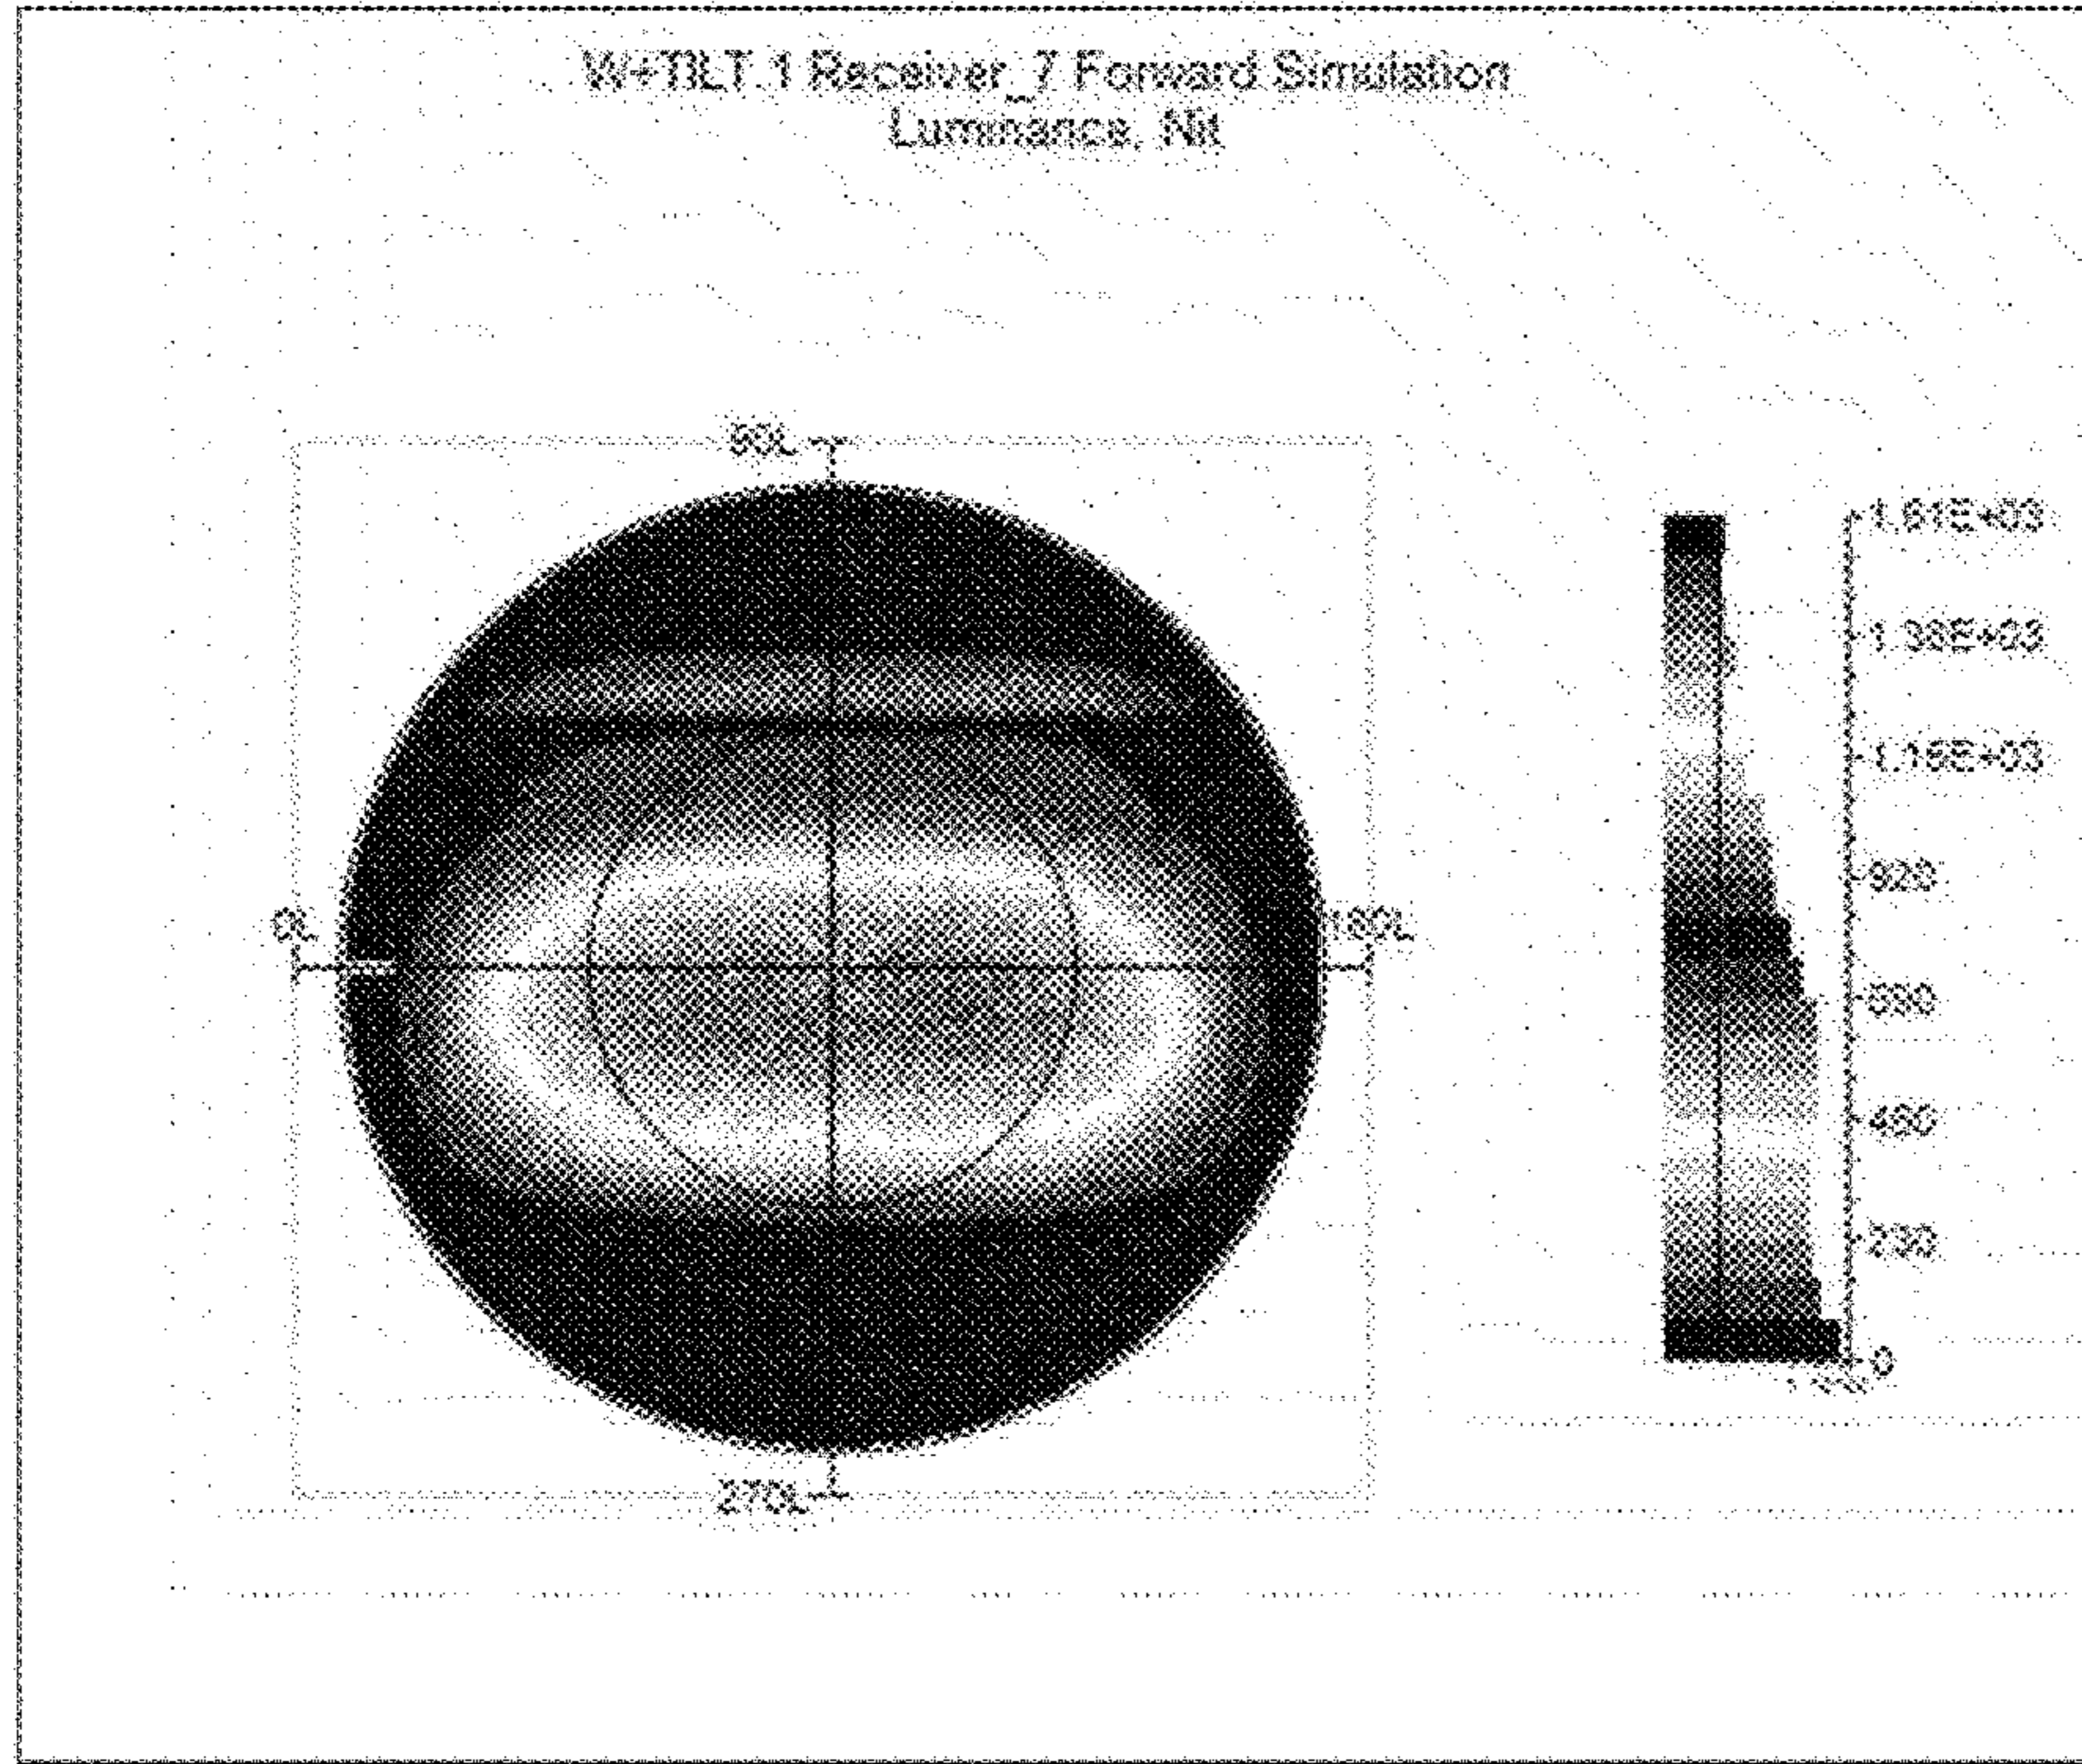 W+TILT.1 Receiver_7 Forward Simulation
Luminance, Nit
90L
1.61E+03
1.38E+03
1.15E+03
920
0L
180L
690
460
230
0
270L